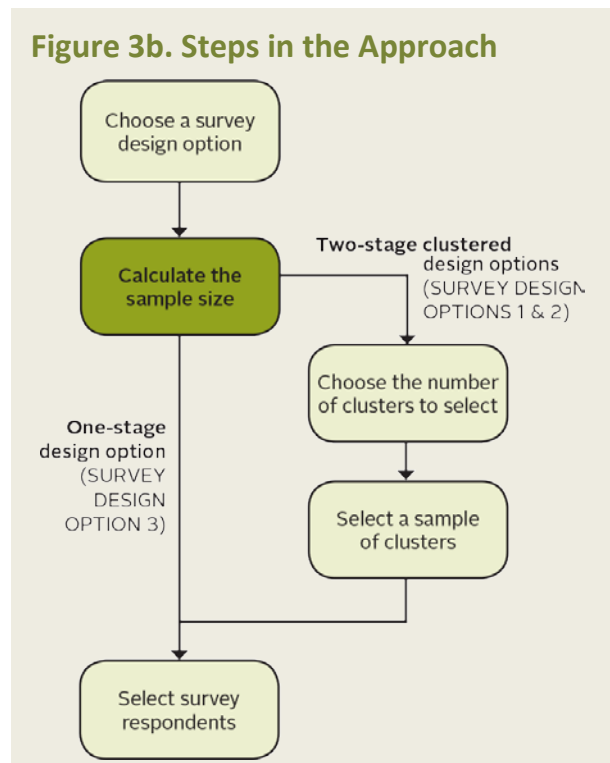 Figure 3b. Steps in the Approach
Choose a survey
design option
Calculate the
sample size
Two-stage clustered
design options
(SURVEY DESIGN
OPTIONS 1 & 2)
Choose the number
of clusters to select
One-stage
design option
(SURVEY
DESIGN
OPTION 3)
Select a sample
of clusters
Select survey
respondents